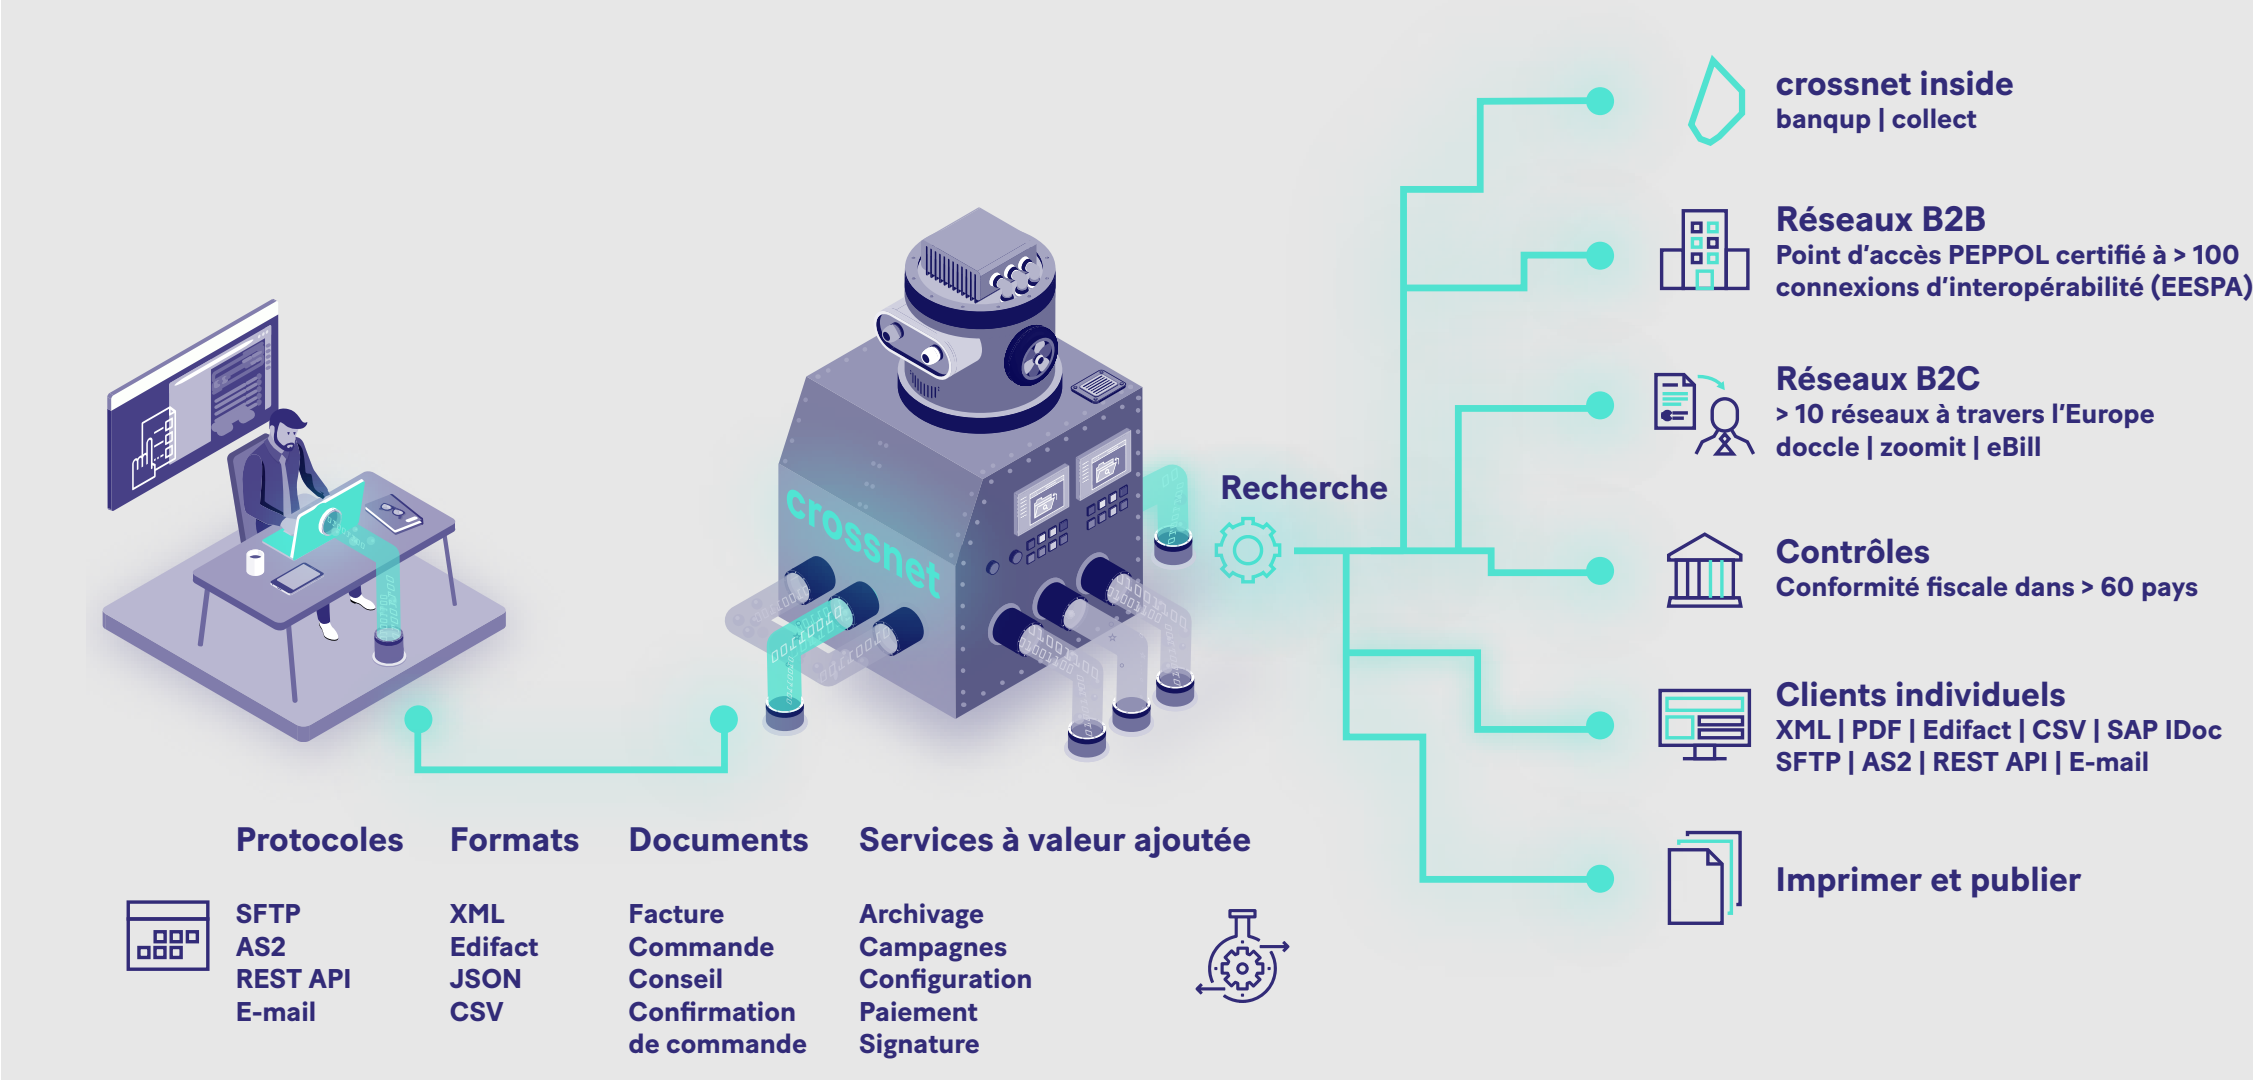 crossnet inside
banqup | collect
Réseaux B2B
Point d'accès PEPPOL certifié à > 100
connexions d'interopérabilité (EESPA)
Réseaux B2C
> 10 réseaux à travers l'Europe
doccle | zoomit | eBill
Recherche
crossnet
Contrôles
Conformité fiscale dans > 60 pays
Clients individuels
XML | PDF | Edifact | CSV | SAP IDoc
SFTP | AS2 | REST API | E-mail
Imprimer et publier
Protocoles
SFTP
AS2
REST API
E-mail
Formats
XML
Edifact
JSON
CSV
Documents
Facture
Commande
Conseil
Confirmation
de commande
Services à valeur ajoutée
Archivage
Campagnes
Configuration
Paiement
Signature